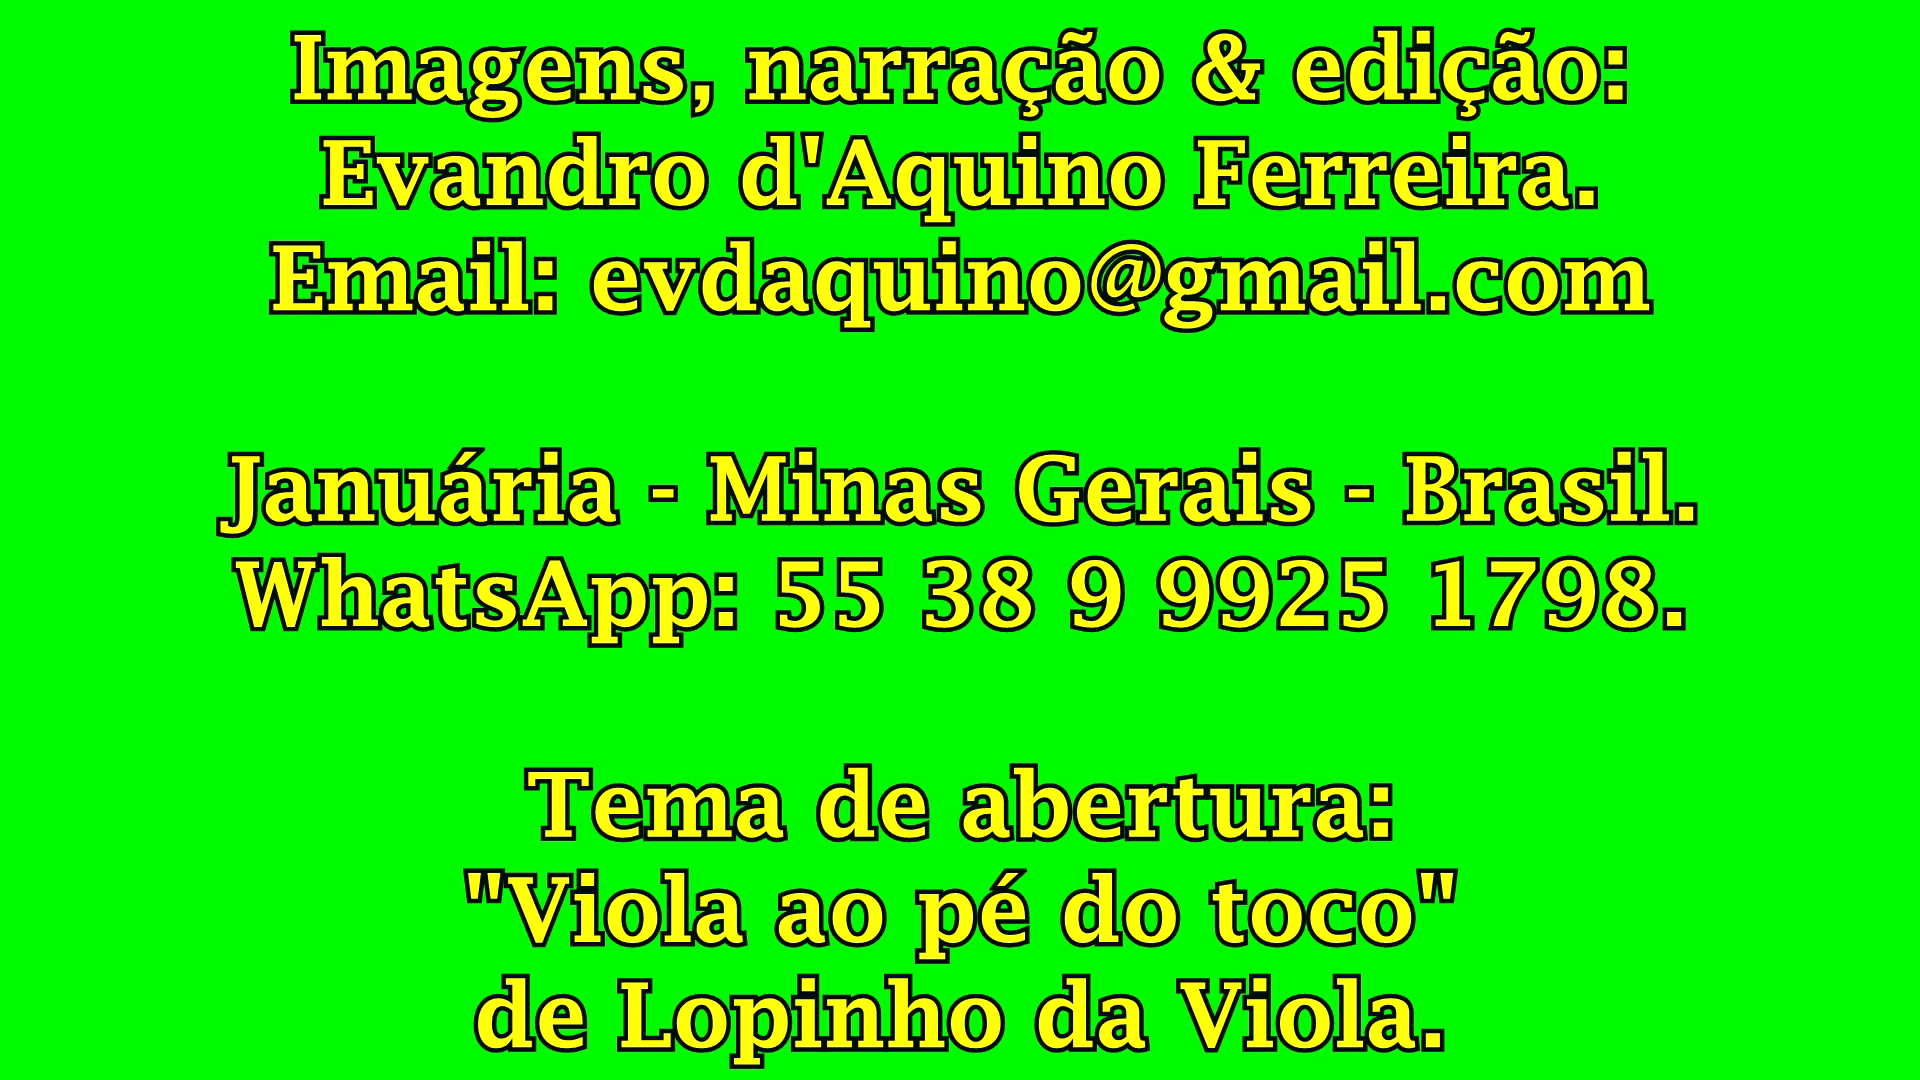 Imagens, narração & edição:
Evandro d'Aquino Ferreira.
Email: evdaquino@gmail.com
Januária - Minas Gerais - Brasil.
WhatsApp: 55 38 9 9925 1798.
Tema de abertura:
"Viola ao pé do toco"
de Lopinho da Viola.